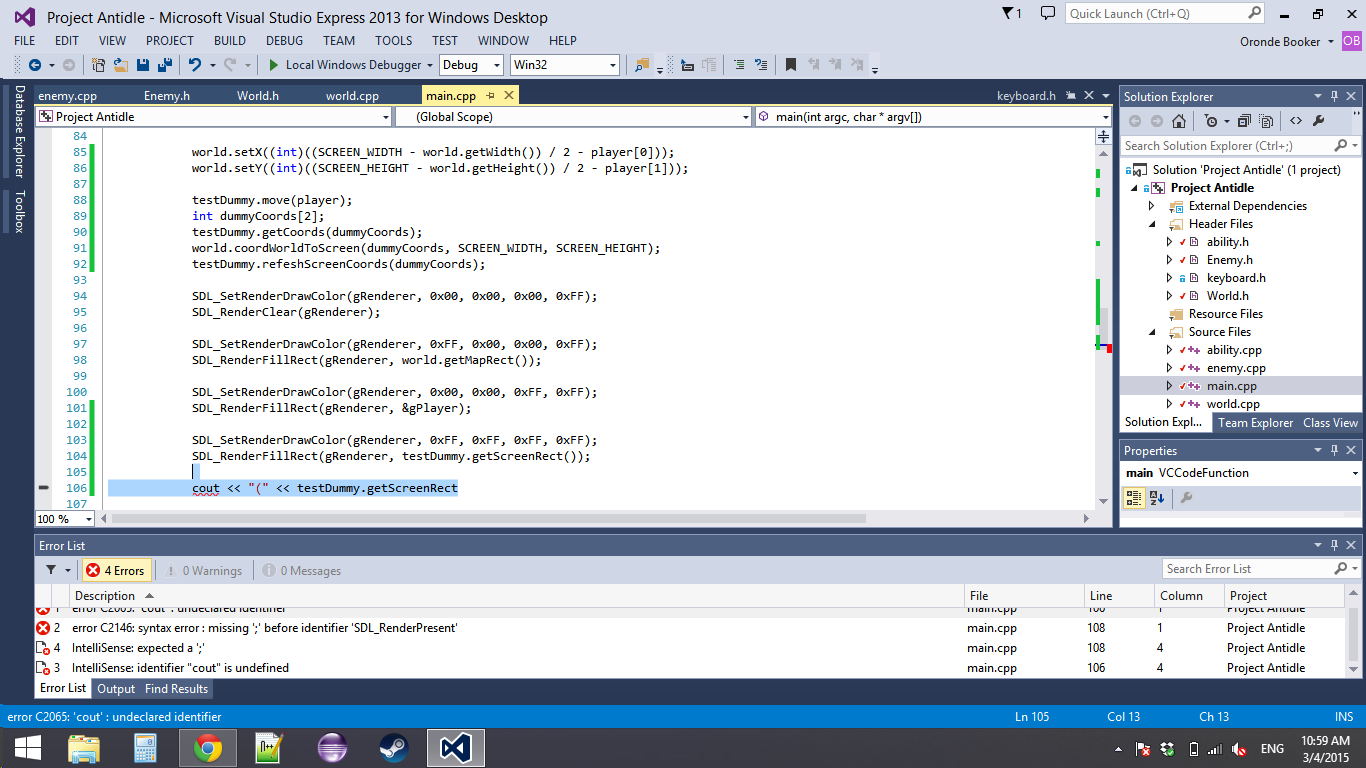 Project Antidle - Microsoft Visual Studio Express 2013 for Windows Desktop
1
Quick Launch (Ctrl+Q)
FILE EDIT VIEW PROJECT BUILD DEBUG TEAM TOOLS TEST WINDOW HELP
Oronde Booker OB
Local Windows Debugger Debug Win32
Database Explorer
Toolbox
enemy.cpp Enemy.h World.h world.cpp main.cpp keyboard.h
Project Antidle (Global Scope) main(int argc, char * argv[])
84
85 world.setX((int)((SCREEN_WIDTH - world.getWidth()) / 2 - player[0]));
86 world.setY((int)((SCREEN_HEIGHT - world.getHeight()) / 2 - player[1]));
87
88 testDummy.move(player);
89 int dummyCoords[2];
90 testDummy.getCoords(dummyCoords);
91 world.coordWorldToScreen(dummyCoords, SCREEN_WIDTH, SCREEN_HEIGHT);
92 testDummy.refeshScreenCoords(dummyCoords);
93
94 SDL_SetRenderDrawColor(gRenderer, 0x00, 0x00, 0x00, 0xFF);
95 SDL_RenderClear(gRenderer);
96
97 SDL_SetRenderDrawColor(gRenderer, 0xFF, 0x00, 0x00, 0xFF);
98 SDL_RenderFillRect(gRenderer, world.getMapRect());
99
100 SDL_SetRenderDrawColor(gRenderer, 0x00, 0x00, 0xFF, 0xFF);
101 SDL_RenderFillRect(gRenderer, &gPlayer);
102
103 SDL_SetRenderDrawColor(gRenderer, 0xFF, 0xFF, 0xFF, 0xFF);
104 SDL_RenderFillRect(gRenderer, testDummy.getScreenRect());
105
106 cout << "(" << testDummy.getScreenRect
107
100 %
Solution Explorer
Search Solution Explorer (Ctrl+;)
Solution 'Project Antidle' (1 project)
Project Antidle
External Dependencies
Header Files
ability.h
Enemy.h
keyboard.h
World.h
Resource Files
Source Files
ability.cpp
enemy.cpp
main.cpp
world.cpp
Solution Expl... Team Explorer Class View
Properties
main VCCodeFunction
Error List
4 Errors 0 Warnings 0 Messages
Search Error List
Description File Line Column Project
1 error C2065: 'cout' : undeclared identifier main.cpp 106 1 Project Antidle
2 error C2146: syntax error : missing ';' before identifier 'SDL_RenderPresent' main.cpp 108 1 Project Antidle
4 IntelliSense: expected a ';' main.cpp 108 4 Project Antidle
3 IntelliSense: identifier "cout" is undefined main.cpp 106 4 Project Antidle
Error List Output Find Results
error C2065: 'cout' : undeclared identifier Ln 105 Col 13 Ch 13 INS
ENG
10:59 AM
3/4/2015